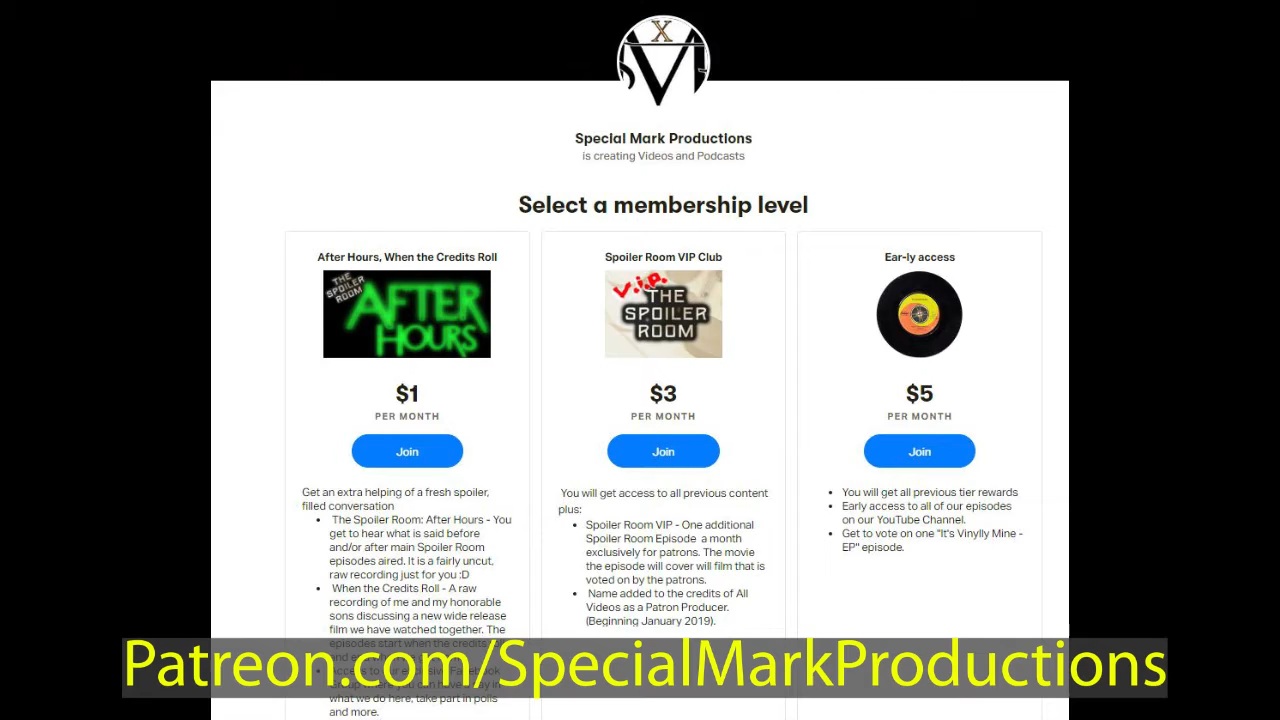 X
SMP
Special Mark Productions
is creating Videos and Podcasts
Select a membership level
After Hours, When the Credits Roll
THE
SPOILER
ROOM
AFTER
HOURS
$1
PER MONTH
Join
Get an extra helping of a fresh spoiler,
filled conversation
• The Spoiler Room: After Hours - You
get to hear what is said before
and/or after main Spoiler Room
episodes aired. It is a fairly uncut,
raw recording just for you :D
• When the Credits Roll - A raw
recording of me and my honorable
sons discussing a new wide release
film we have watched together. The
episodes start when the credits
and
what we do here, take part in polls
and more.
Spoiler Room VIP Club
V.I.P.
THE
SPOILER
ROOM
$3
PER MONTH
Join
You will get access to all previous content
plus:
• Spoiler Room VIP - One additional
Spoiler Room Episode a month
exclusively for patrons. The movie
the episode will cover will film that is
voted on by the patrons.
• Name added to the credits of All
Videos as a Patron Producer.
(Beginning January 2019).
Ear-ly access
$5
PER MONTH
Join
• You will get all previous tier rewards
• Early access to all of our episodes
on our YouTube Channel.
• Get to vote on one "It's Vinylly Mine -
EP" episode.
Patreon.com/SpecialMarkProductions